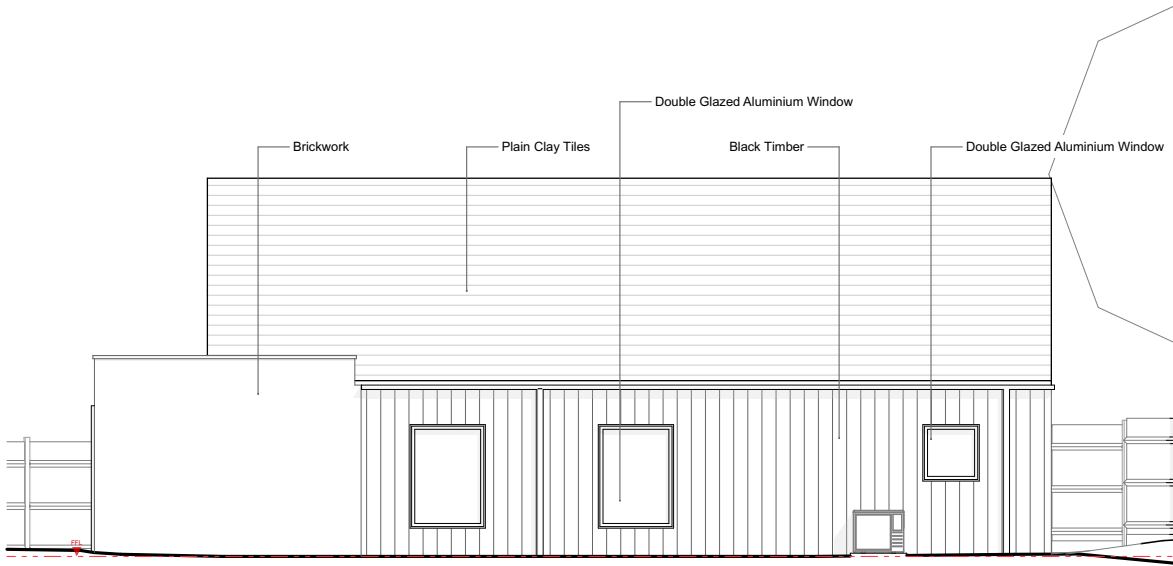 Double Glazed Aluminium Window
Brickwork
Plain Clay Tiles
Black Timber
Double Glazed Aluminium Window
FFL